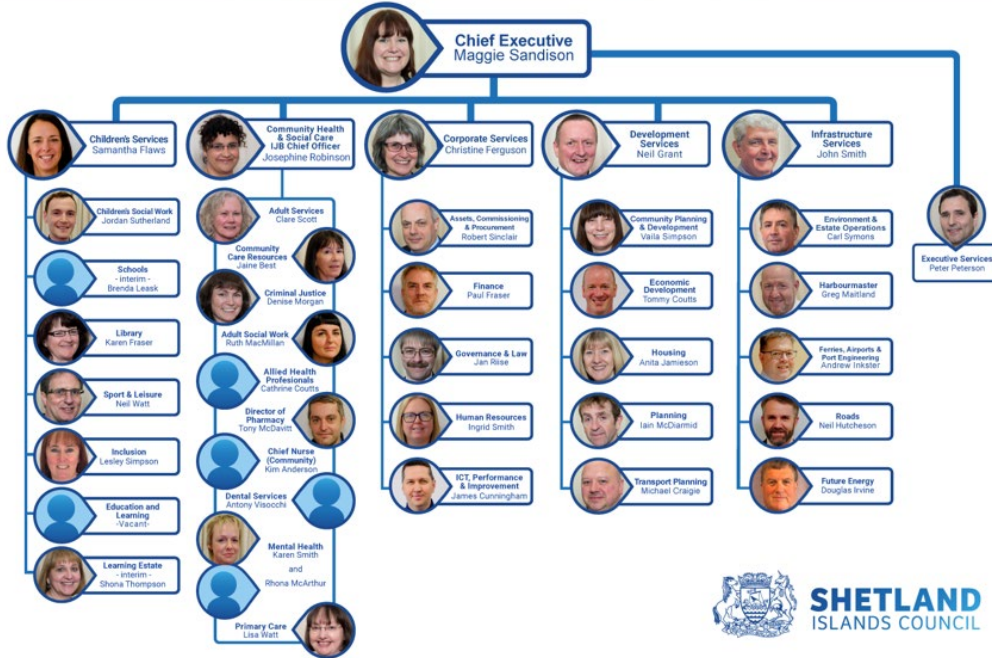 Chief Executive
Maggie Sandison
Children's Services
Samantha Flaws
Community Health
& Social Care
IJB Chief Officer
Josephine Robinson
Corporate Services
Christine Ferguson
Development
Services
Neil Grant
Infrastructure
Services
John Smith
Executive Services
Peter Peterson
Children's Social Work
Jordan Sutherland
Schools
- interim -
Brenda Leask
Library
Karen Fraser
Sport & Leisure
Neil Watt
Inclusion
Lesley Simpson
Education and
Learning
-Vacant-
Learning Estate
- interim -
Shona Thompson
Adult Services
Clare Scott
Community
Care Resources
Jaine Best
Criminal Justice
Denise Morgan
Adult Social Work
Ruth MacMillan
Allied Health
Profesionals
Cathrine Coutts
Director of
Pharmacy
Tony McDavitt
Chief Nurse
(Community)
Kim Anderson
Dental Services
Antony Visocchi
Mental Health
Karen Smith
and
Rhona McArthur
Primary Care
Lisa Watt
Assets, Commissioning
& Procurement
Robert Sinclair
Finance
Paul Fraser
Governance & Law
Jan Riise
Human Resources
Ingrid Smith
ICT, Performance
& Improvement
James Cunningham
Community Planning
& Development
Vaila Simpson
Economic
Development
Tommy Coutts
Housing
Anita Jamieson
Planning
Iain McDiarmid
Transport Planning
Michael Craigie
Environment &
Estate Operations
Carl Symons
Harbourmaster
Greg Maitland
Ferries, Airports &
Port Engineering
Andrew Inkster
Roads
Neil Hutcheson
Future Energy
Douglas Irvine
SHETLAND
ISLANDS COUNCIL